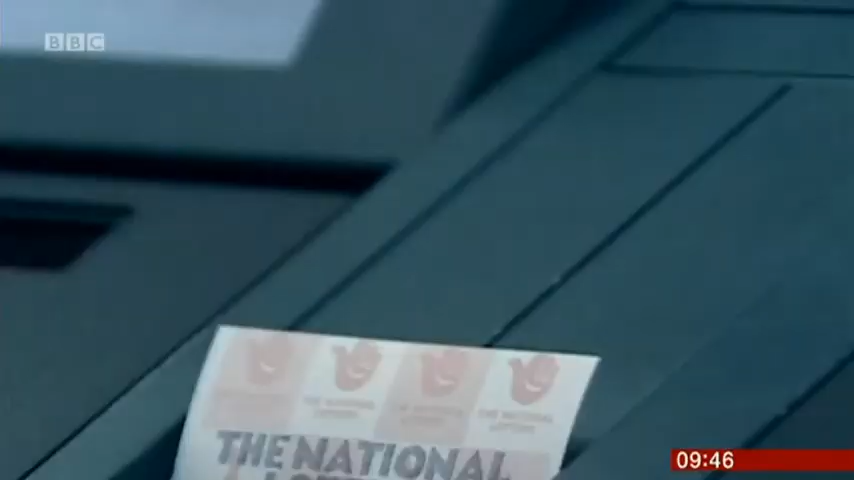 BBC
THE NATIONAL
LOTTERY
THE NATIONAL
LOTTERY
THE NATIONAL
09:46